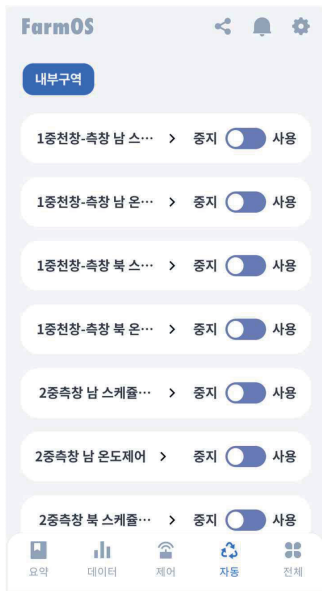 FarmOS
내부구역
1중천창-측창 남 스… > 중지 사용
1중천창-측창 남 온… > 중지 사용
1중천창-측창 북 스… > 중지 사용
1중천창-측창 북 온… > 중지 사용
2중측창 남 스케쥴… > 중지 사용
2중측창 남 온도제어 > 중지 사용
2중측창 북 스케쥴… > 중지 사용
요약 데이터 제어 자동 전체